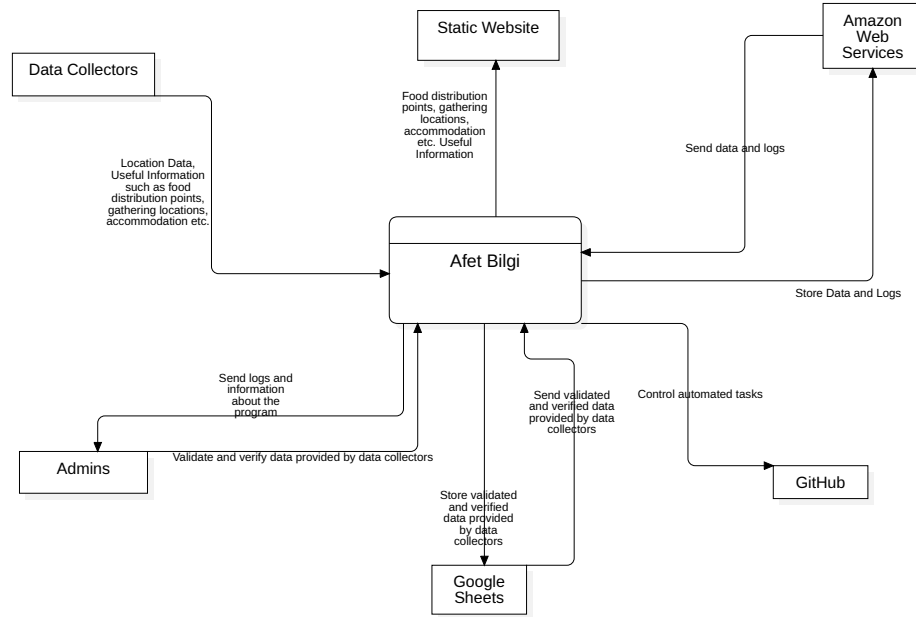 Static Website
Amazon
Web
Services
Data Collectors
Food distribution
points, gathering
locations,
accommodation
etc. Useful
Information
Send data and logs
Location Data,
Useful Information
such as food
distribution points,
gathering locations,
accommodation etc.
Afet Bilgi
Store Data and Logs
Send logs and
information
about the
program
Send validated
and verified data
provided by data
collectors
Control automated tasks
Validate and verify data provided by data collectors
Admins
GitHub
Store validated
and verified
data provided
by data
collectors
Google
Sheets